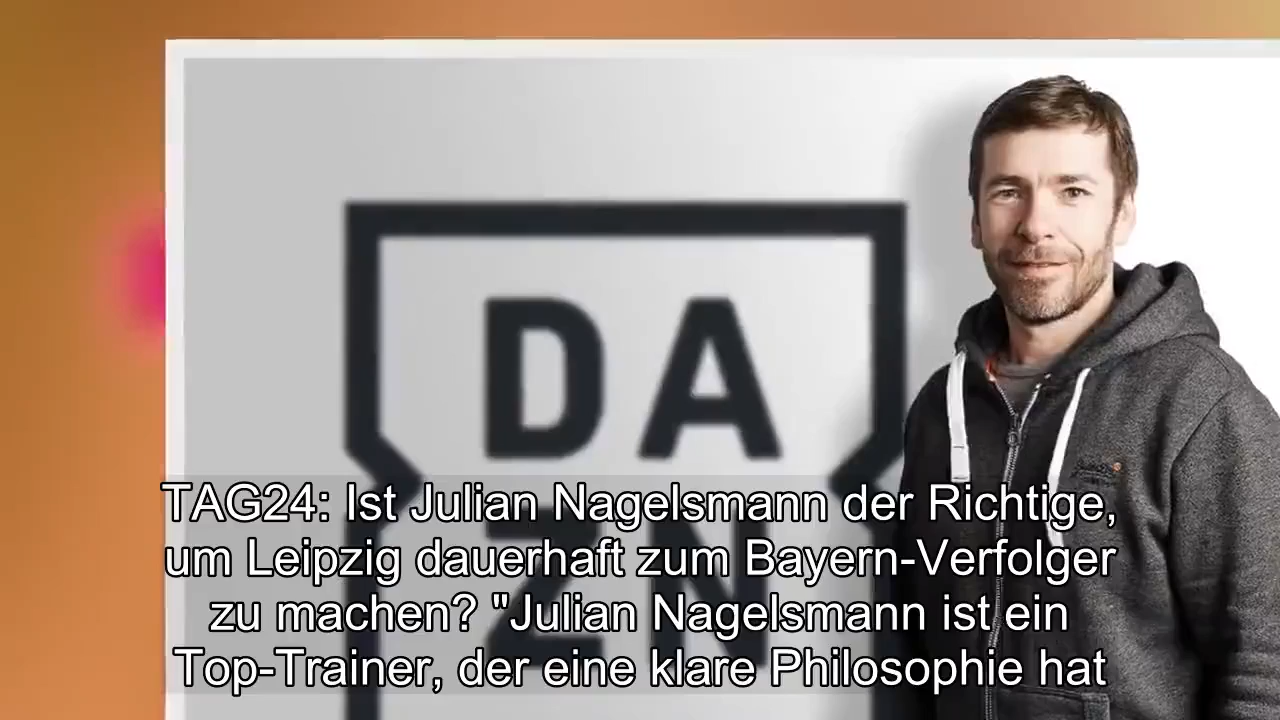 DA
ZN
TAG24: Ist Julian Nagelsmann der Richtige,
um Leipzig dauerhaft zum Bayern-Verfolger
zu machen? "Julian Nagelsmann ist ein
Top-Trainer, der eine klare Philosophie hat